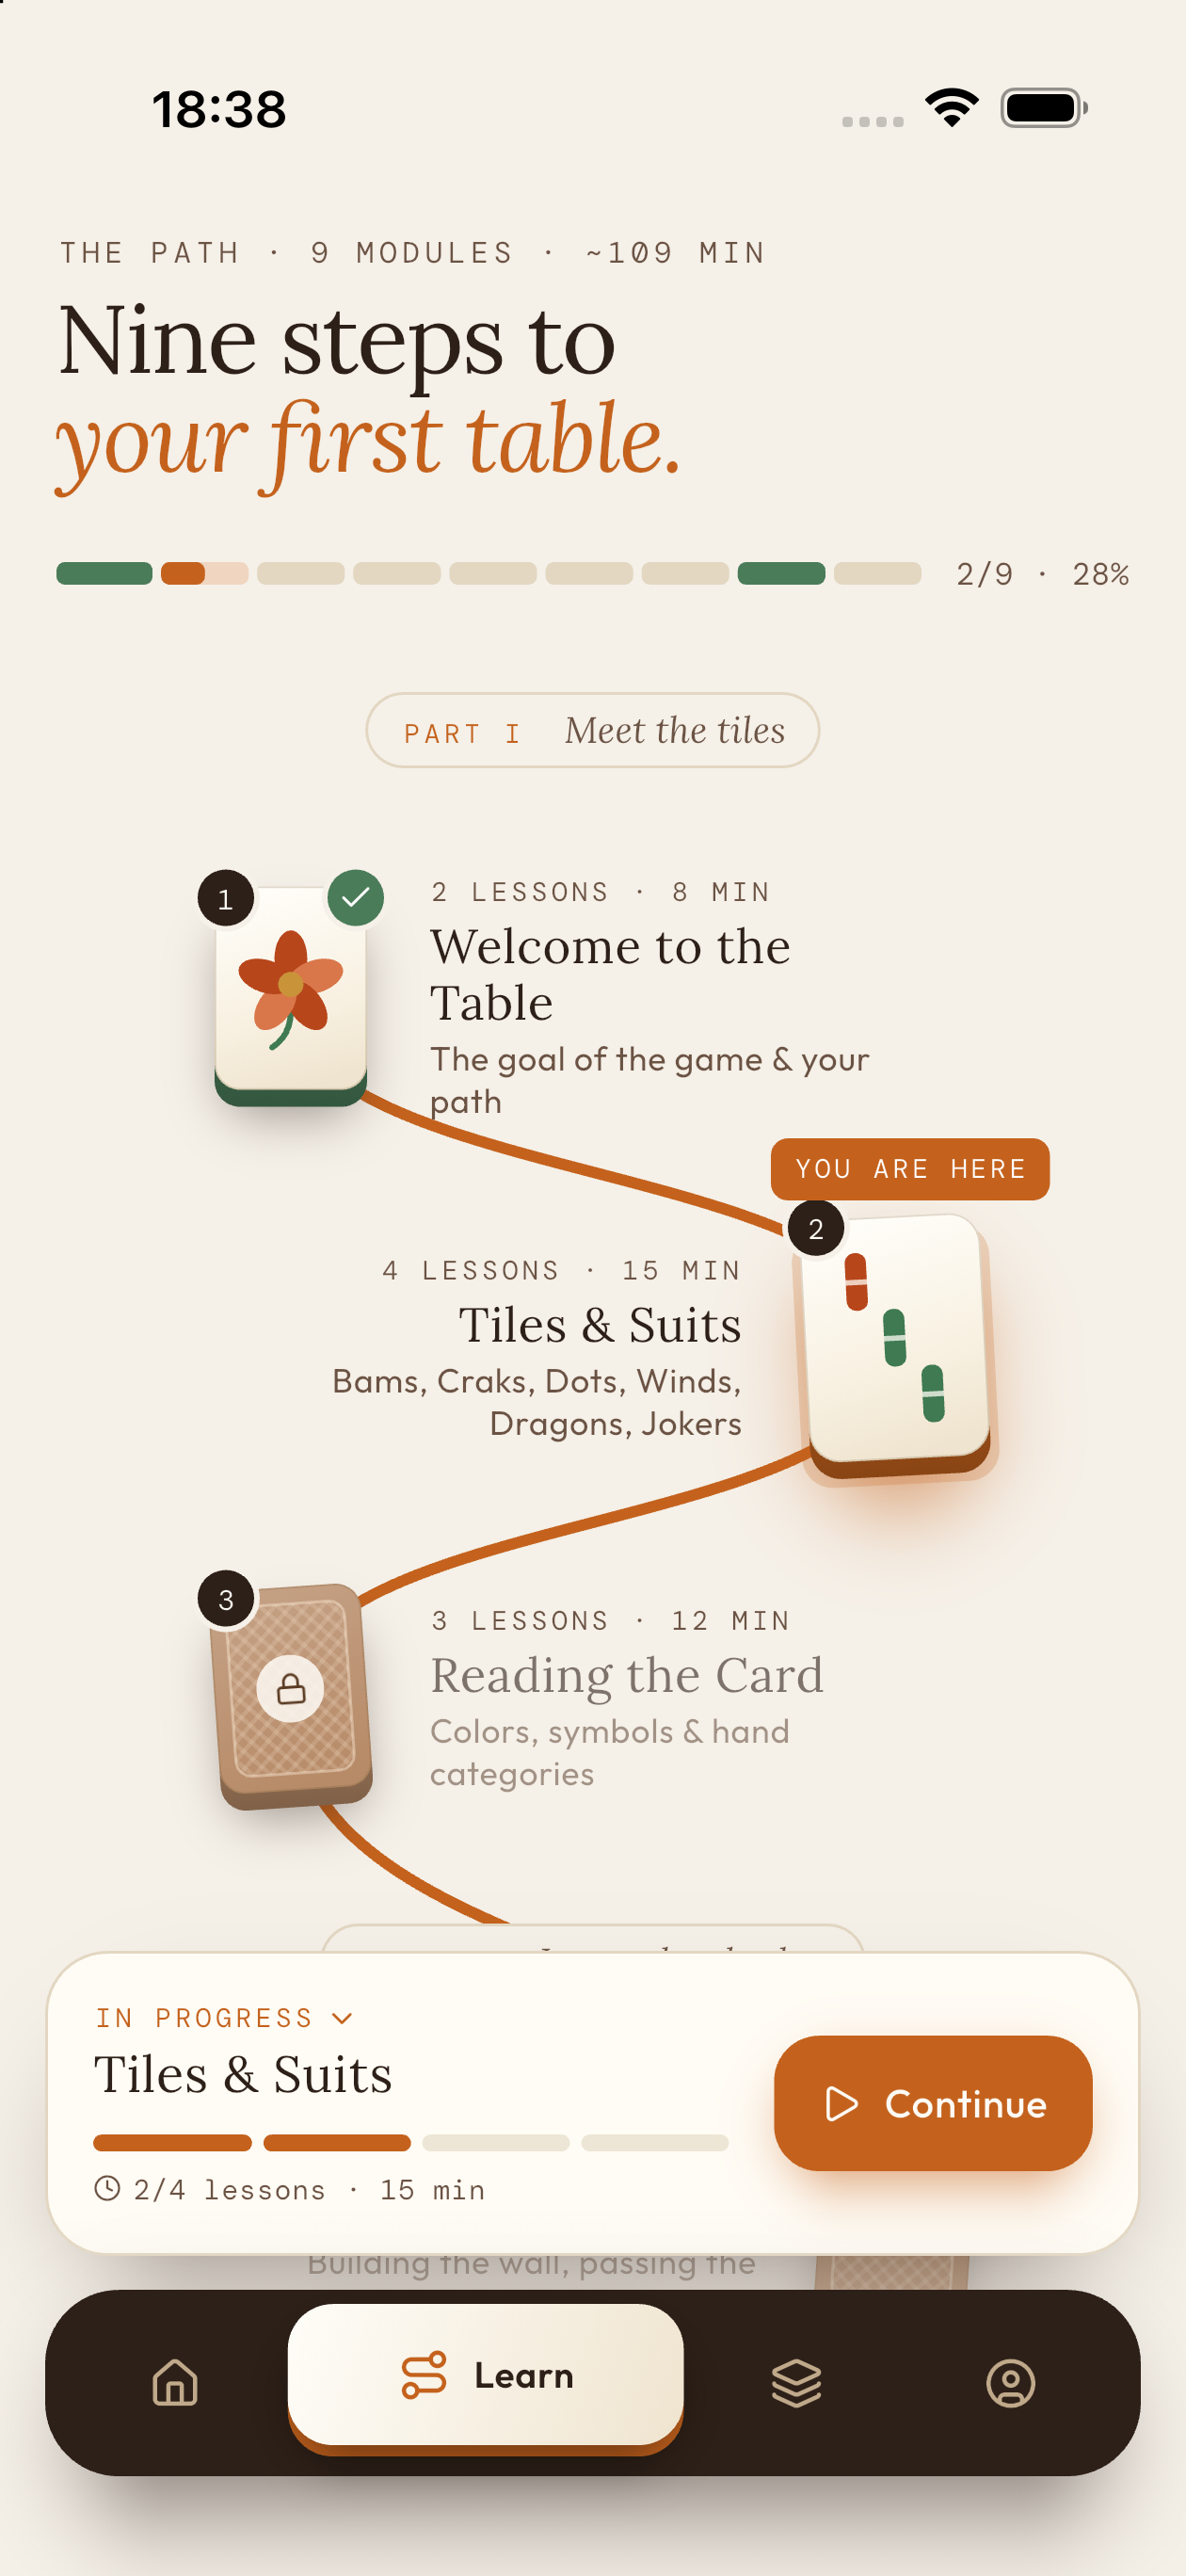 18:38
THE PATH · 9 MODULES · ~109 MIN
Nine steps to
your first table.
2/9 · 28%
PART I Meet the tiles
1
2 LESSONS · 8 MIN
Welcome to the
Table
The goal of the game & your
path
YOU ARE HERE
2
4 LESSONS · 15 MIN
Tiles & Suits
Bams, Craks, Dots, Winds,
Dragons, Jokers
3
3 LESSONS · 12 MIN
Reading the Card
Colors, symbols & hand
categories
IN PROGRESS
Tiles & Suits
Continue
2/4 lessons · 15 min
Building the wall, passing the
Learn